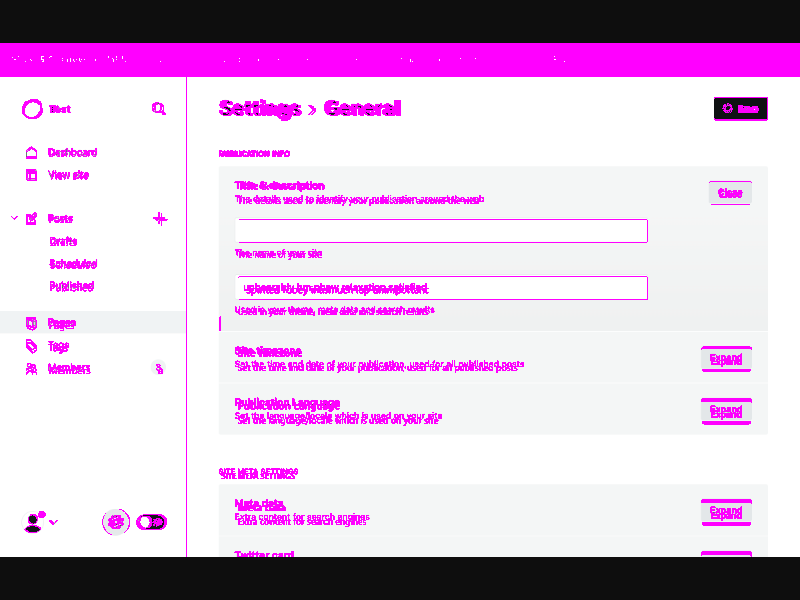 Settings › General
Dashboard
View site
PUBLICATION INFO
Posts
Title & description
The details used to identify your publication around the web
Close
Drafts
Scheduled
Published
The name of your site
Used in your theme, meta data and search results
Pages
Tags
Members
Site timezone
Set the time and date of your publication, used for all published posts
Expand
Publication Language
Set the language/locale which is used on your site
Expand
SITE META SETTINGS
Meta data
Extra content for search engines
Expand
Twitter card